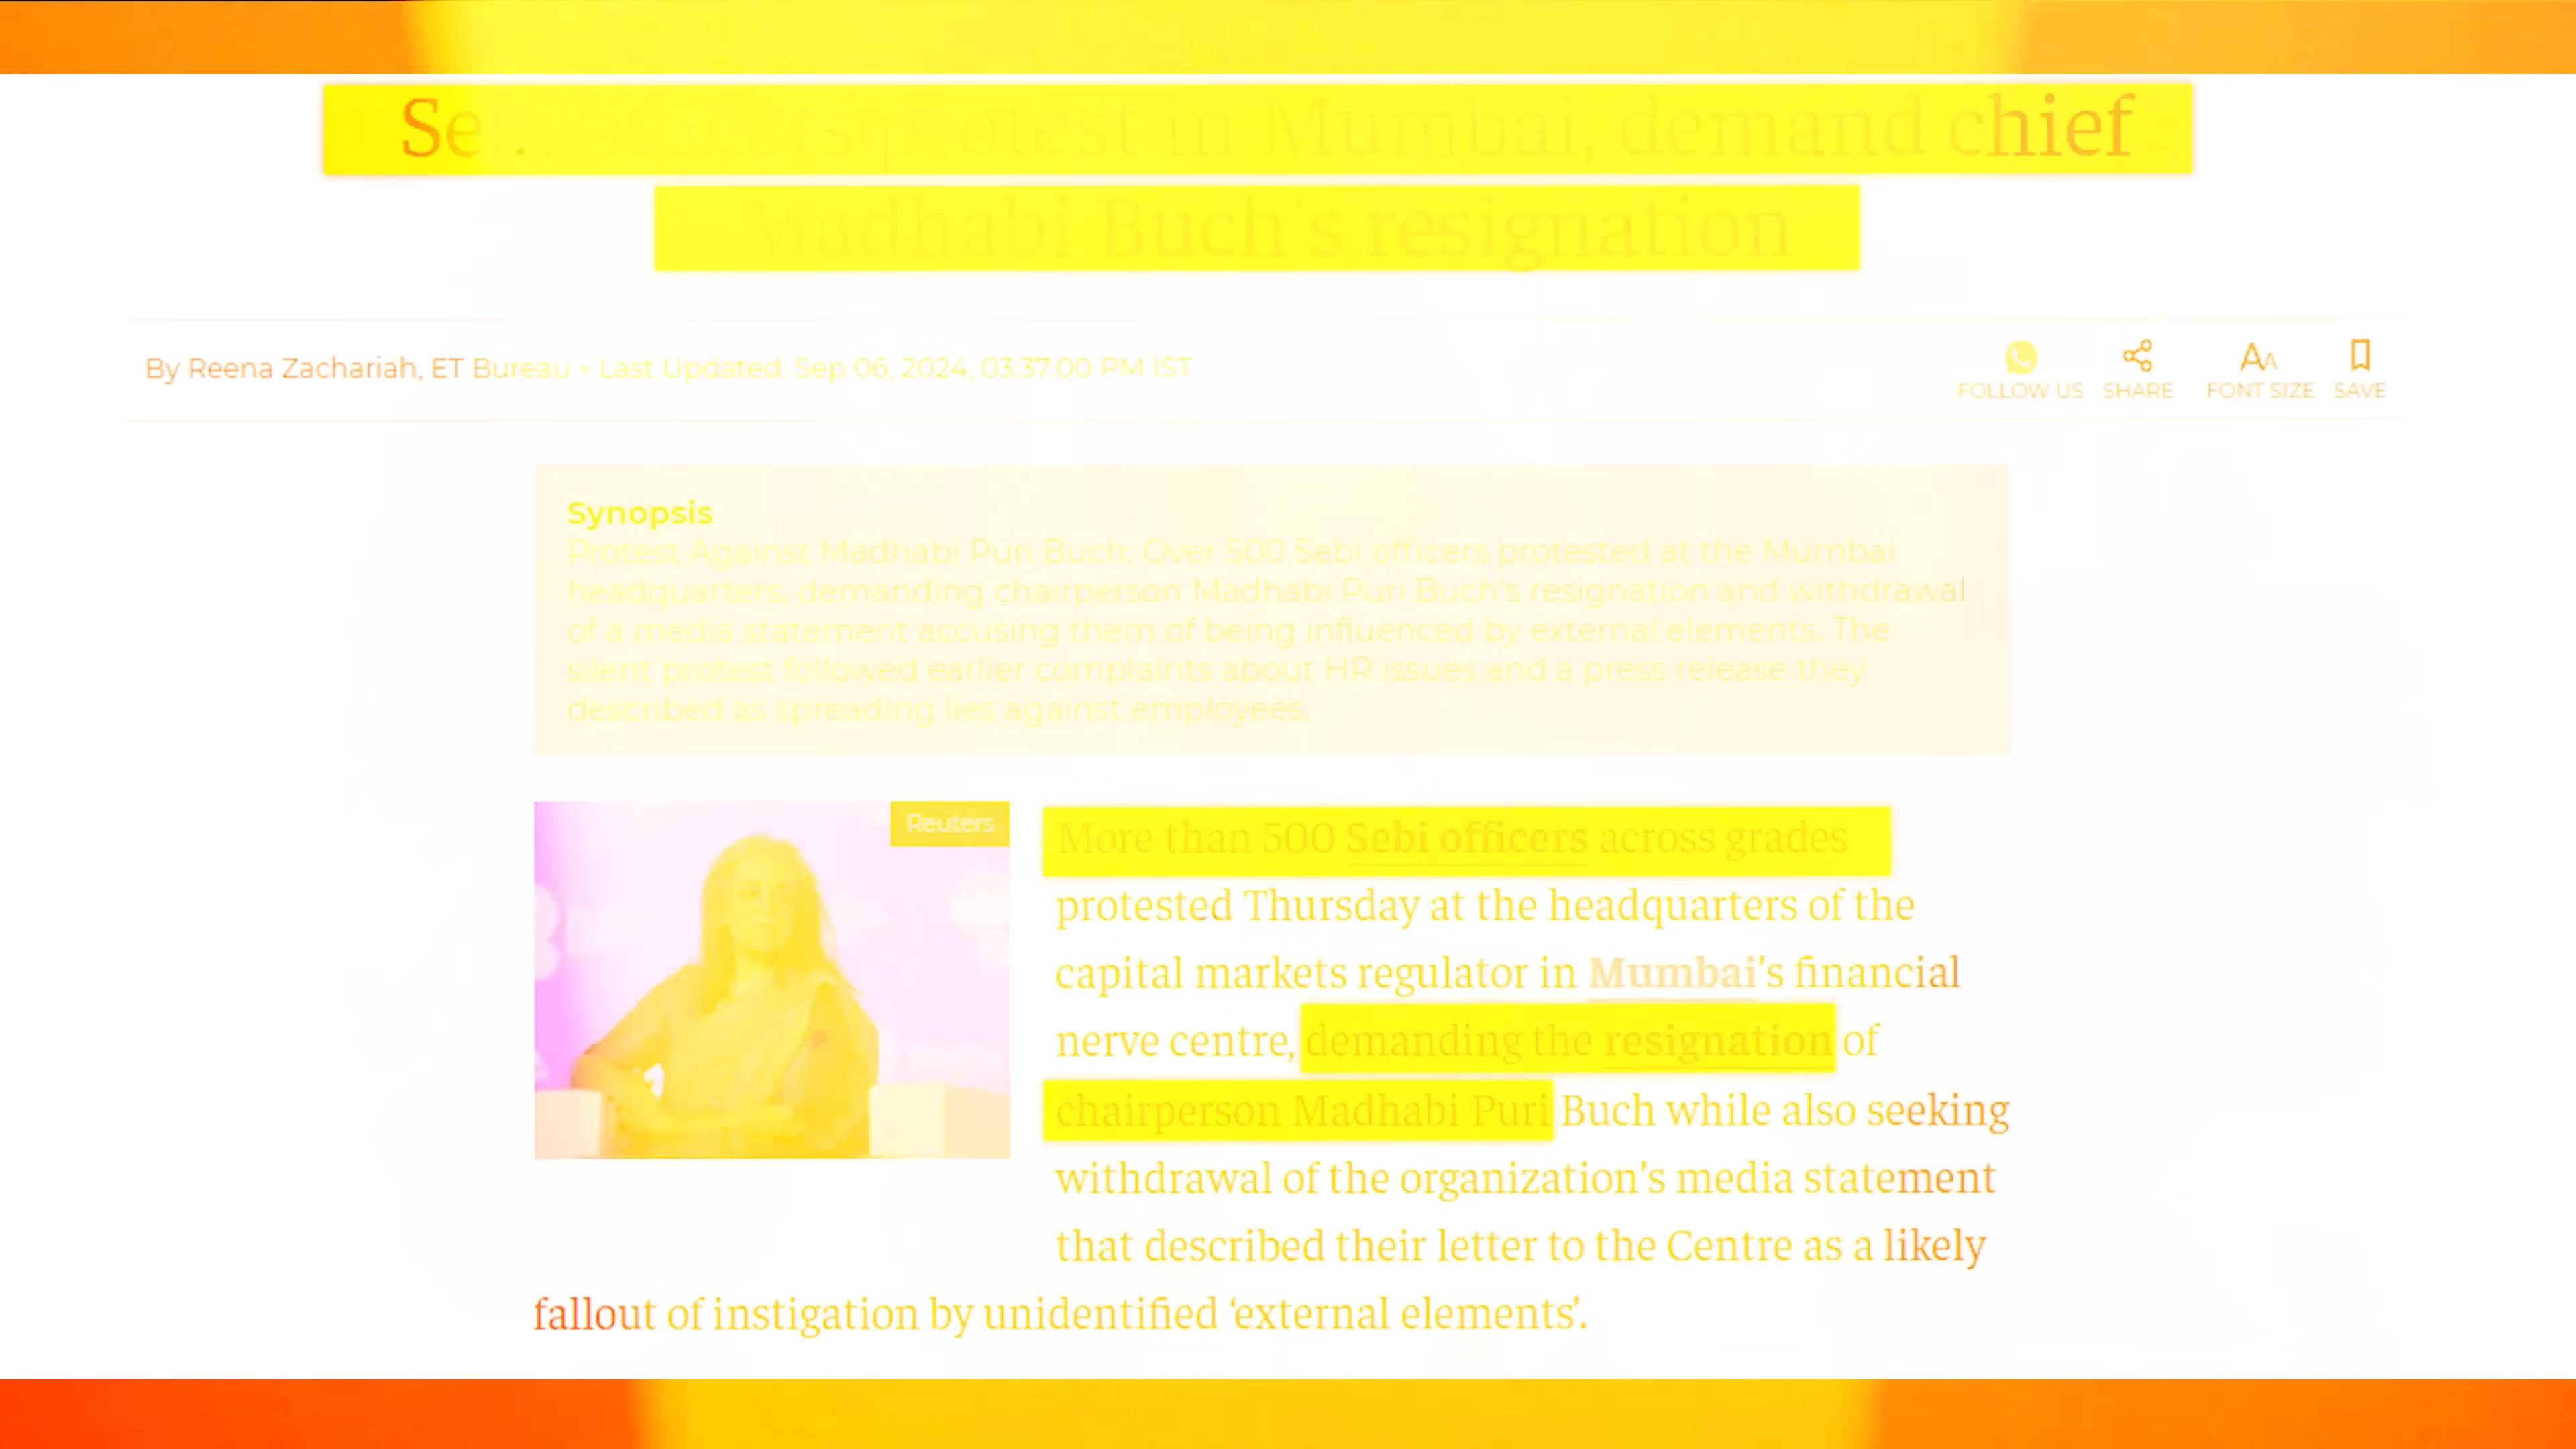 Sebi officers protest in Mumbai, demand chief
Madhabi Buch's resignation
By Reena Zachariah, ET Bureau • Last Updated: Sep 06, 2024, 03:37:00 PM IST
FOLLOW US SHARE FONT SIZE SAVE
Synopsis
Protest Against Madhabi Puri Buch: Over 500 Sebi officers protested at the Mumbai
headquarters, demanding chairperson Madhabi Puri Buch's resignation and withdrawal
of a media statement accusing them of being influenced by external elements. The
silent protest followed earlier complaints about HR issues and a press release they
described as spreading lies against employees.
Reuters
More than 500 Sebi officers across grades
protested Thursday at the headquarters of the
capital markets regulator in Mumbai’s financial
nerve centre, demanding the resignation of
chairperson Madhabi Puri Buch while also seeking
withdrawal of the organization’s media statement
that described their letter to the Centre as a likely
fallout of instigation by unidentified ‘external elements’.